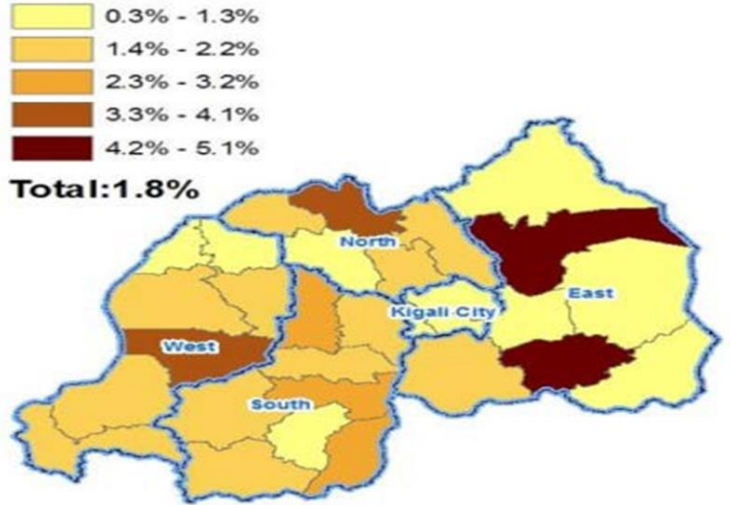 0.3% - 1.3%
1.4% - 2.2%
2.3% - 3.2%
3.3% - 4.1%
4.2% - 5.1%
Total:1.8%
North
East
Kigali City
West
South